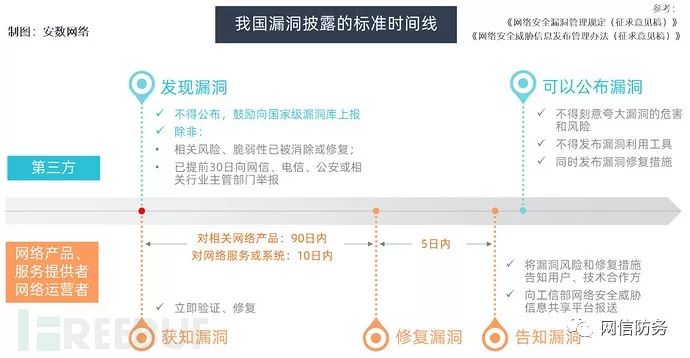 制图：安数网络
我国漏洞披露的标准时间线
参考：
《网络安全漏洞管理规定（征求意见稿）
《网络安全威胁信息发布管理办法（征求意见稿）
发现漏洞
✓ 不得公布，鼓励向国家级漏洞库上报
✓ 除非：
• 相关风险、脆弱性已被消除或修复；
• 已提前30日向网信、电信、公安或相
关行业主管部门举报
可以公布漏洞
✓ 不得刻意夸大漏洞的危害
和风险
✓ 不得发布漏洞利用工具
✓ 同时发布漏洞修复措施
第三方
网络产品、
服务提供者
网络运营者
对相关网络产品：90日内
对网络服务或系统：10日内
5日内
✓ 立即验证、修复
✓ 将漏洞风险和修复措施
告知用户、技术合作方
✓ 向工信部网络安全威胁
信息共享平台报送
获知漏洞
修复漏洞
告知漏洞
FREEBUF
网信防务